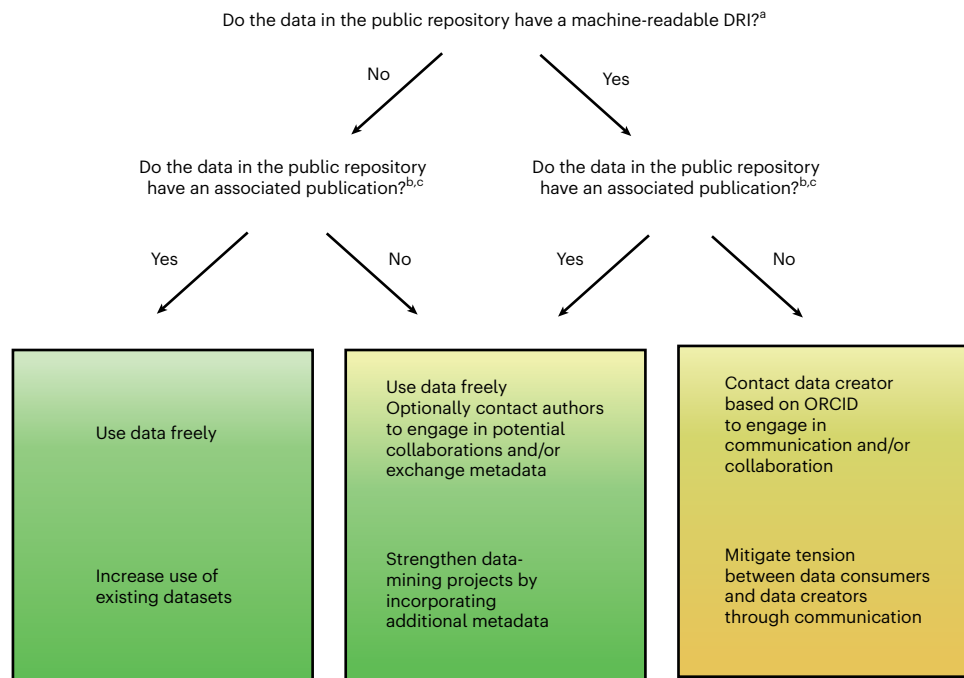 Do the data in the public repository have a machine-readable DRI?ᵃ
No
Yes
Do the data in the public repository
have an associated publication?ᵇ,ᶜ
Do the data in the public repository
have an associated publication?ᵇ,ᶜ
Yes
No
Yes
No
Use data freely
Increase use of
existing datasets
Use data freely
Optionally contact authors
to engage in potential
collaborations and/or
exchange metadata
Strengthen data-
mining projects by
incorporating
additional metadata
Contact data creator
based on ORCID
to engage in
communication and/or
collaboration
Mitigate tension
between data consumers
and data creators
through communication